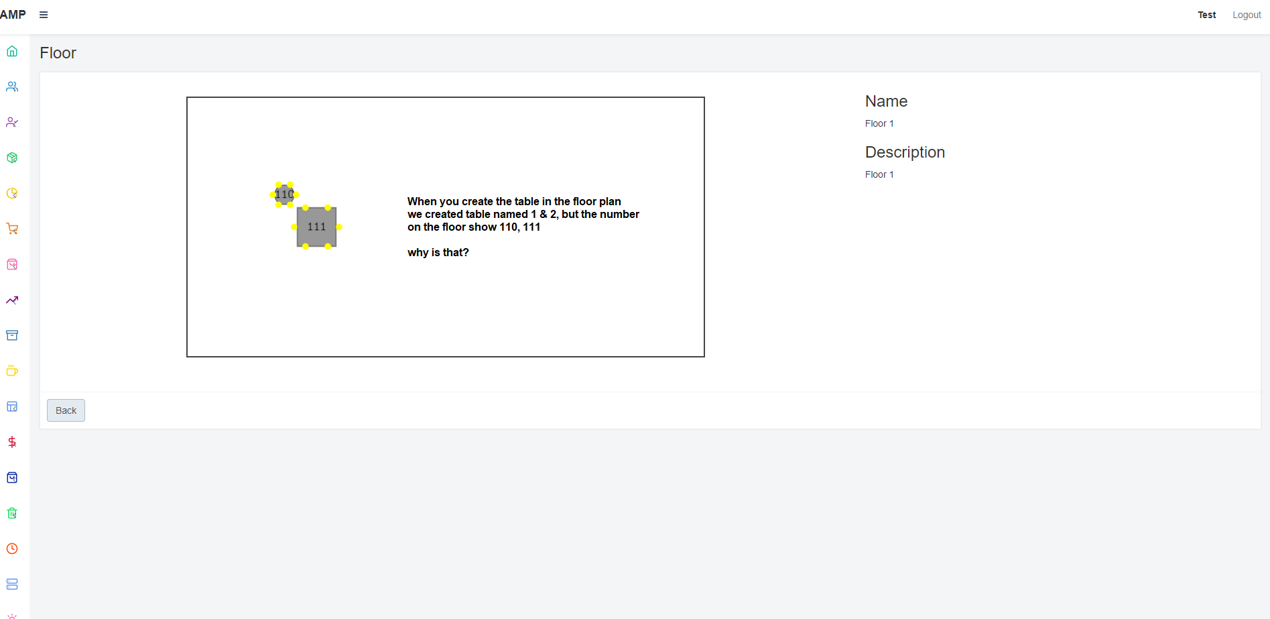 AMP
Test Logout
Floor
110
111
When you create the table in the floor plan
we created table named 1 & 2, but the number
on the floor show 110, 111
why is that?
Name
Floor 1
Description
Floor 1
Back